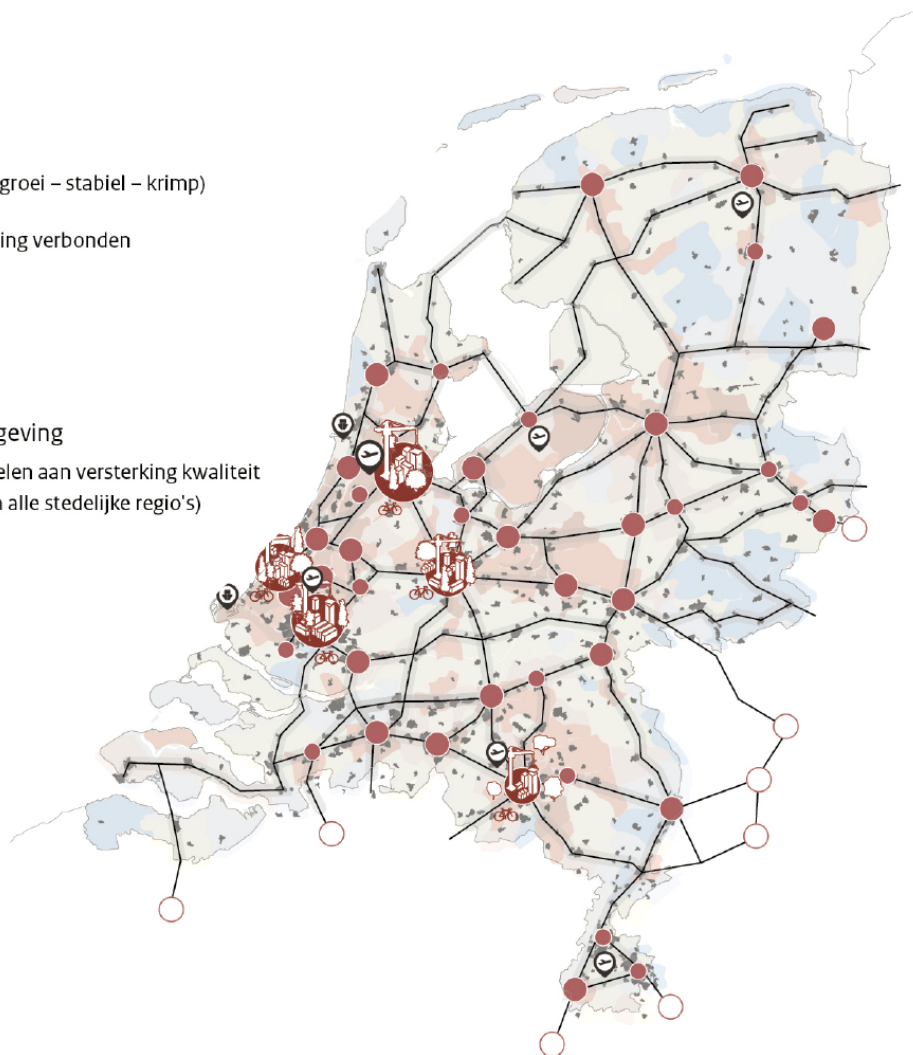 groei – stabiel – krimp)
ing verbonden
geving
elen aan versterking kwaliteit
alle stedelijke regio's)